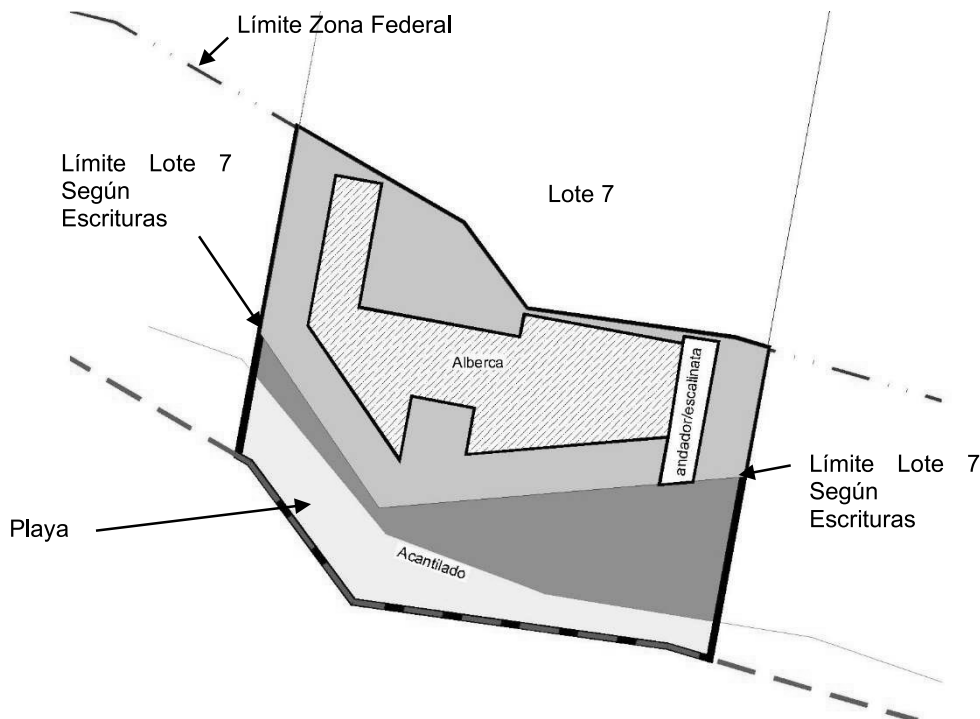 Límite Zona Federal
Límite Lote 7
Según
Escrituras
Lote 7
Alberca
andador/escalinata
Límite Lote 7
Según
Escrituras
Playa
Acantilado